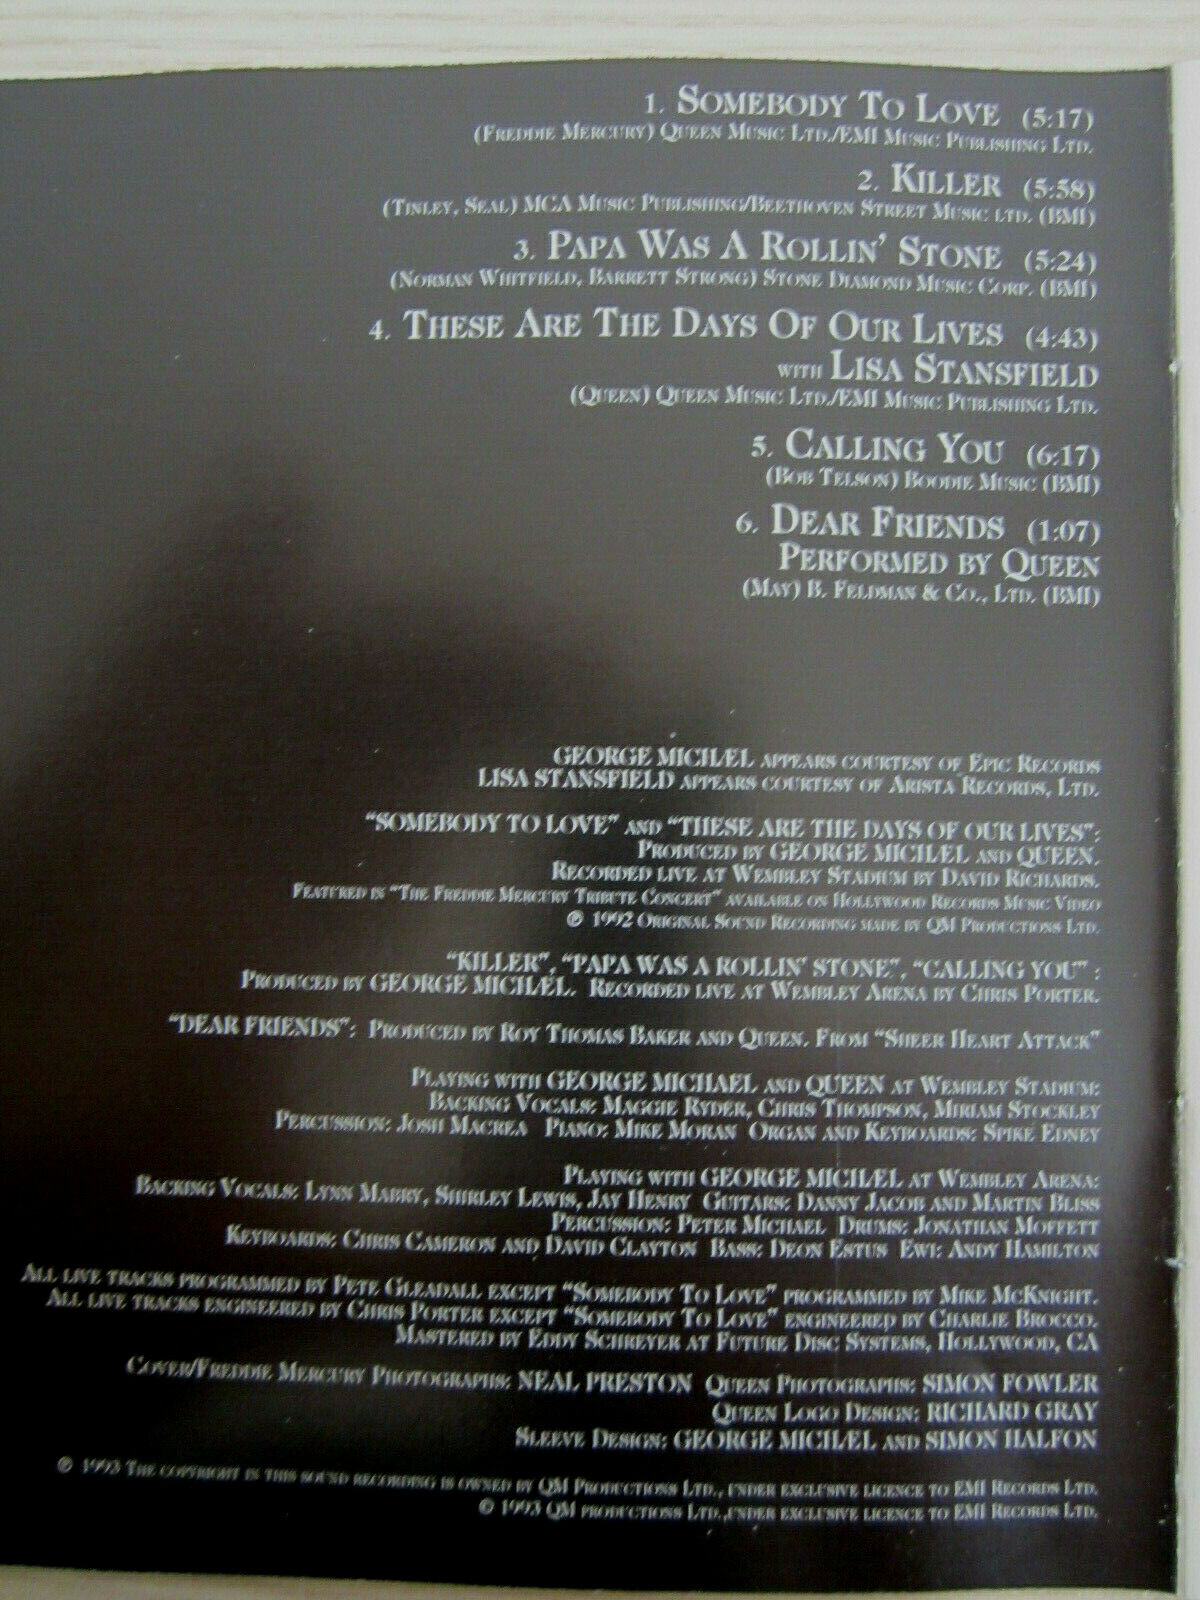 1. SOMEBODY TO LOVE (5:17)
(FREDDIE MERCURY) QUEEN MUSIC LTD./EMI MUSIC PUBLISHING LTD.
2. KILLER (5:58)
(TINLEY, SEAL) MCA MUSIC PUBLISHING/BEETHOVEN STREET MUSIC LTD. (BMI)
3. PAPA WAS A ROLLIN' STONE (5:24)
(NORMAN WHITFIELD, BARRETT STRONG) STONE DIAMOND MUSIC CORP. (BMI)
4. THESE ARE THE DAYS OF OUR LIVES (4:43)
WITH LISA STANSFIELD
(QUEEN) QUEEN MUSIC LTD./EMI MUSIC PUBLISHING LTD.
5. CALLING YOU (6:17)
(BOB TELSON) BOODIE MUSIC (BMI)
6. DEAR FRIENDS (1:07)
PERFORMED BY QUEEN
(MAY) B. FELDMAN & CO., LTD. (BMI)
GEORGE MICHÆL APPEARS COURTESY OF EPIC RECORDS
LISA STANSFIELD APPEARS COURTESY OF ARISTA RECORDS, LTD.
"SOMEBODY TO LOVE" AND "THESE ARE THE DAYS OF OUR LIVES":
PRODUCED BY GEORGE MICHÆL AND QUEEN.
RECORDED LIVE AT WEMBLEY STADIUM BY DAVID RICHARDS.
FEATURED IN "THE FREDDIE MERCURY TRIBUTE CONCERT" AVAILABLE ON HOLLYWOOD RECORDS MUSIC VIDEO
℗ 1992 ORIGINAL SOUND RECORDING MADE BY QM PRODUCTIONS LTD.
"KILLER", "PAPA WAS A ROLLIN' STONE", "CALLING YOU" :
PRODUCED BY GEORGE MICHÆL. RECORDED LIVE AT WEMBLEY ARENA BY CHRIS PORTER.
"DEAR FRIENDS": PRODUCED BY ROY THOMAS BAKER AND QUEEN. FROM "SHEER HEART ATTACK"
PLAYING WITH GEORGE MICHAEL AND QUEEN AT WEMBLEY STADIUM:
BACKING VOCALS: MAGGIE RYDER, CHRIS THOMPSON, MIRIAM STOCKLEY
PERCUSSION: JOSH MACREA PIANO: MIKE MORAN ORGAN AND KEYBOARDS: SPIKE EDNEY
PLAYING WITH GEORGE MICHÆL AT WEMBLEY ARENA:
BACKING VOCALS: LYNN MABRY, SHIRLEY LEWIS, JAY HENRY GUITARS: DANNY JACOB AND MARTIN BLISS
PERCUSSION: PETER MICHAEL DRUMS: JONATHAN MOFFETT
KEYBOARDS: CHRIS CAMERON AND DAVID CLAYTON BASS: DEON ESTUS EWI: ANDY HAMILTON
ALL LIVE TRACKS PROGRAMMED BY PETE GLEADALL EXCEPT "SOMEBODY TO LOVE" PROGRAMMED BY MIKE MCKNIGHT.
ALL LIVE TRACKS ENGINEERED BY CHRIS PORTER EXCEPT "SOMEBODY TO LOVE" ENGINEERED BY CHARLIE BROCCO.
MASTERED BY EDDY SCHREYER AT FUTURE DISC SYSTEMS, HOLLYWOOD, CA
COVER/FREDDIE MERCURY PHOTOGRAPHS: NEAL PRESTON QUEEN PHOTOGRAPHS: SIMON FOWLER
QUEEN LOGO DESIGN: RICHARD GRAY
SLEEVE DESIGN: GEORGE MICHÆL AND SIMON HALFON
℗ 1993 THE COPYRIGHT IN THIS SOUND RECORDING IS OWNED BY QM PRODUCTIONS LTD., UNDER EXCLUSIVE LICENCE TO EMI RECORDS LTD.
© 1993 QM PRODUCTIONS LTD.,UNDER EXCLUSIVE LICENCE TO EMI RECORDS LTD.